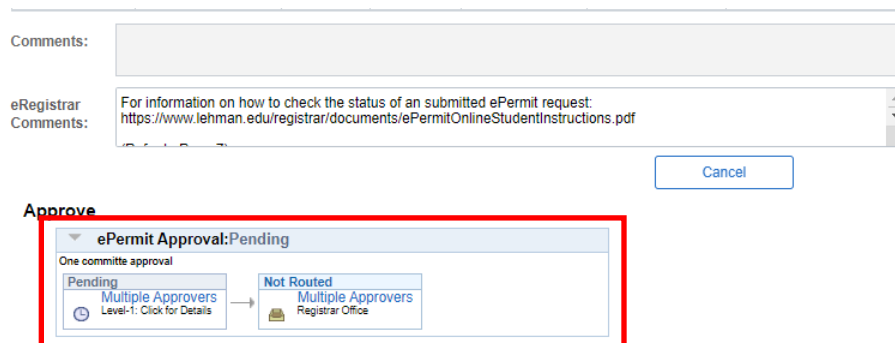 Comments:
eRegistrar
Comments:
For information on how to check the status of an submitted ePermit request:
https://www.lehman.edu/registrar/documents/ePermitOnlineStudentInstructions.pdf
Cancel
Approve
ePermit Approval:Pending
One committe approval
Pending
Multiple Approvers
Level-1: Click for Details
Not Routed
Multiple Approvers
Registrar Office